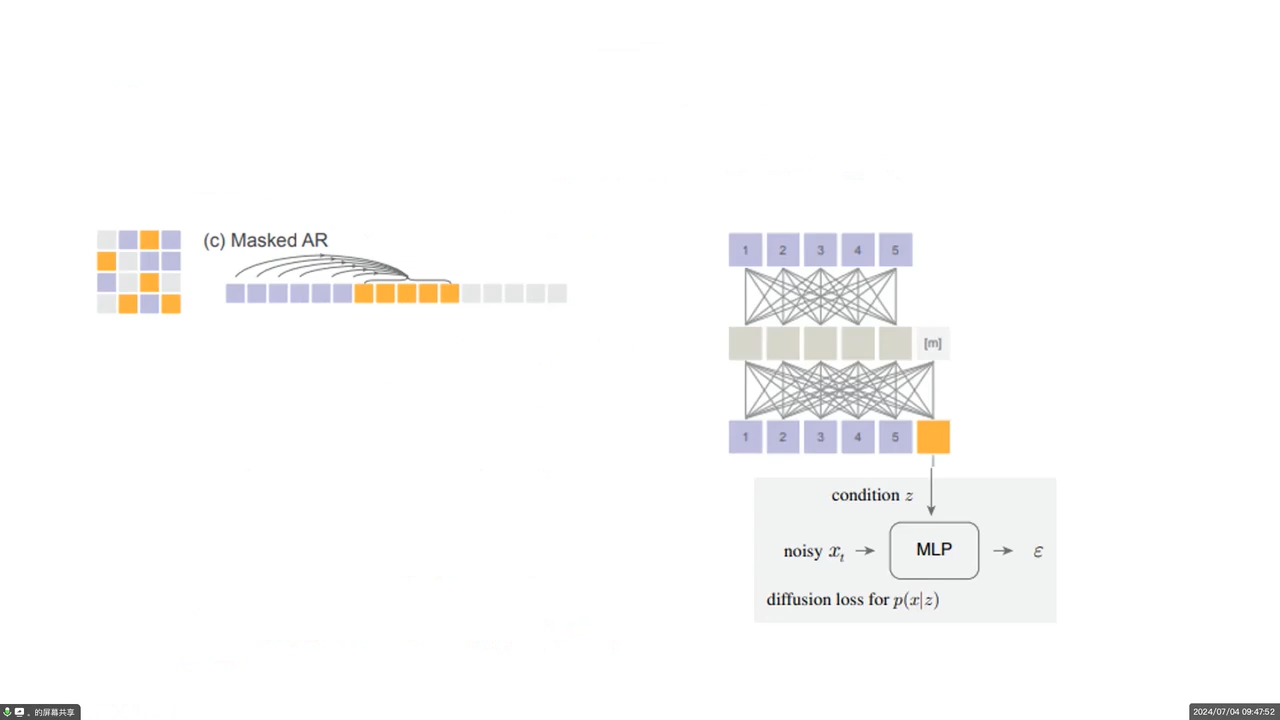 (c) Masked AR
1 2 3 4 5
[m]
1 2 3 4 5
condition z
noisy xₜ → MLP → ε
diffusion loss for p(x|z)
。的屏幕共享
2024/07/04 09:47:52